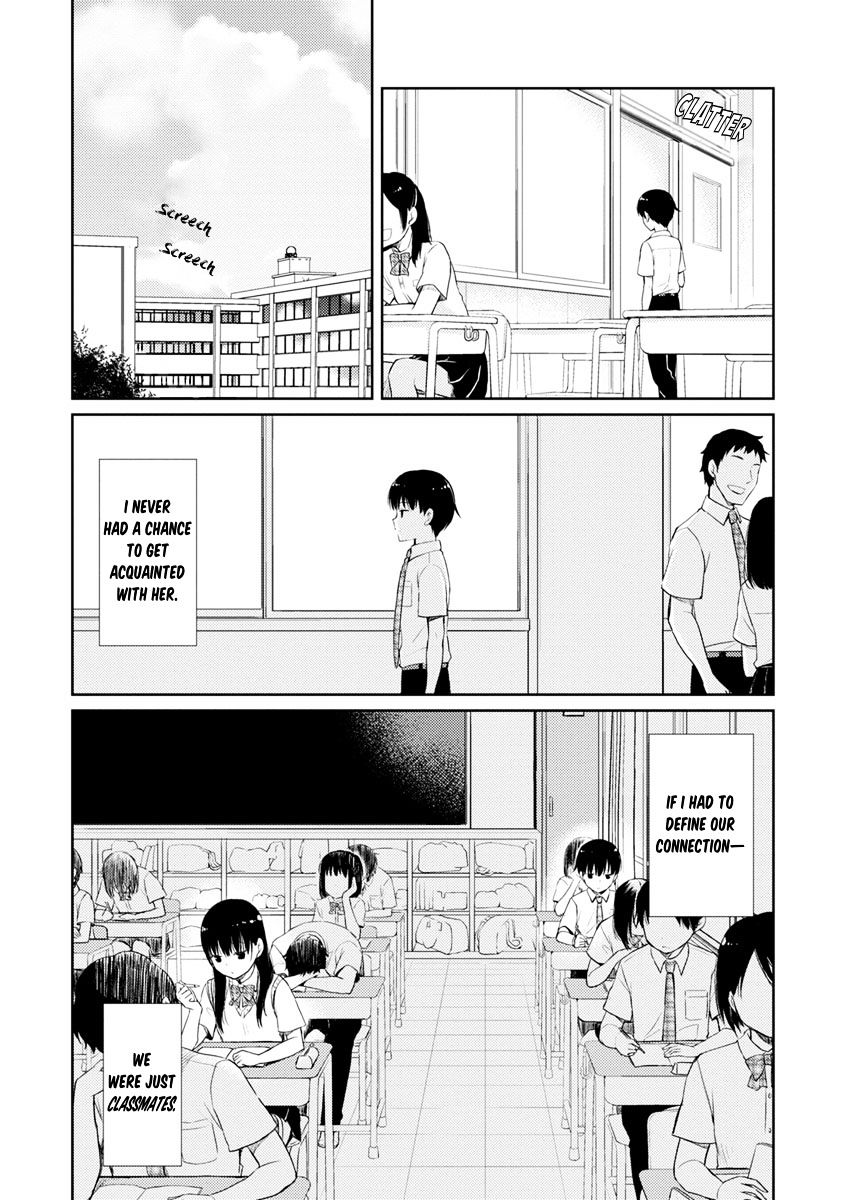 CLATTER
Screech
Screech
I NEVER
HAD A CHANCE
TO GET
ACQUAINTED
WITH HER.
IF I HAD TO
DEFINE OUR
CONNECTION—
WE
WERE JUST
CLASSMATES.